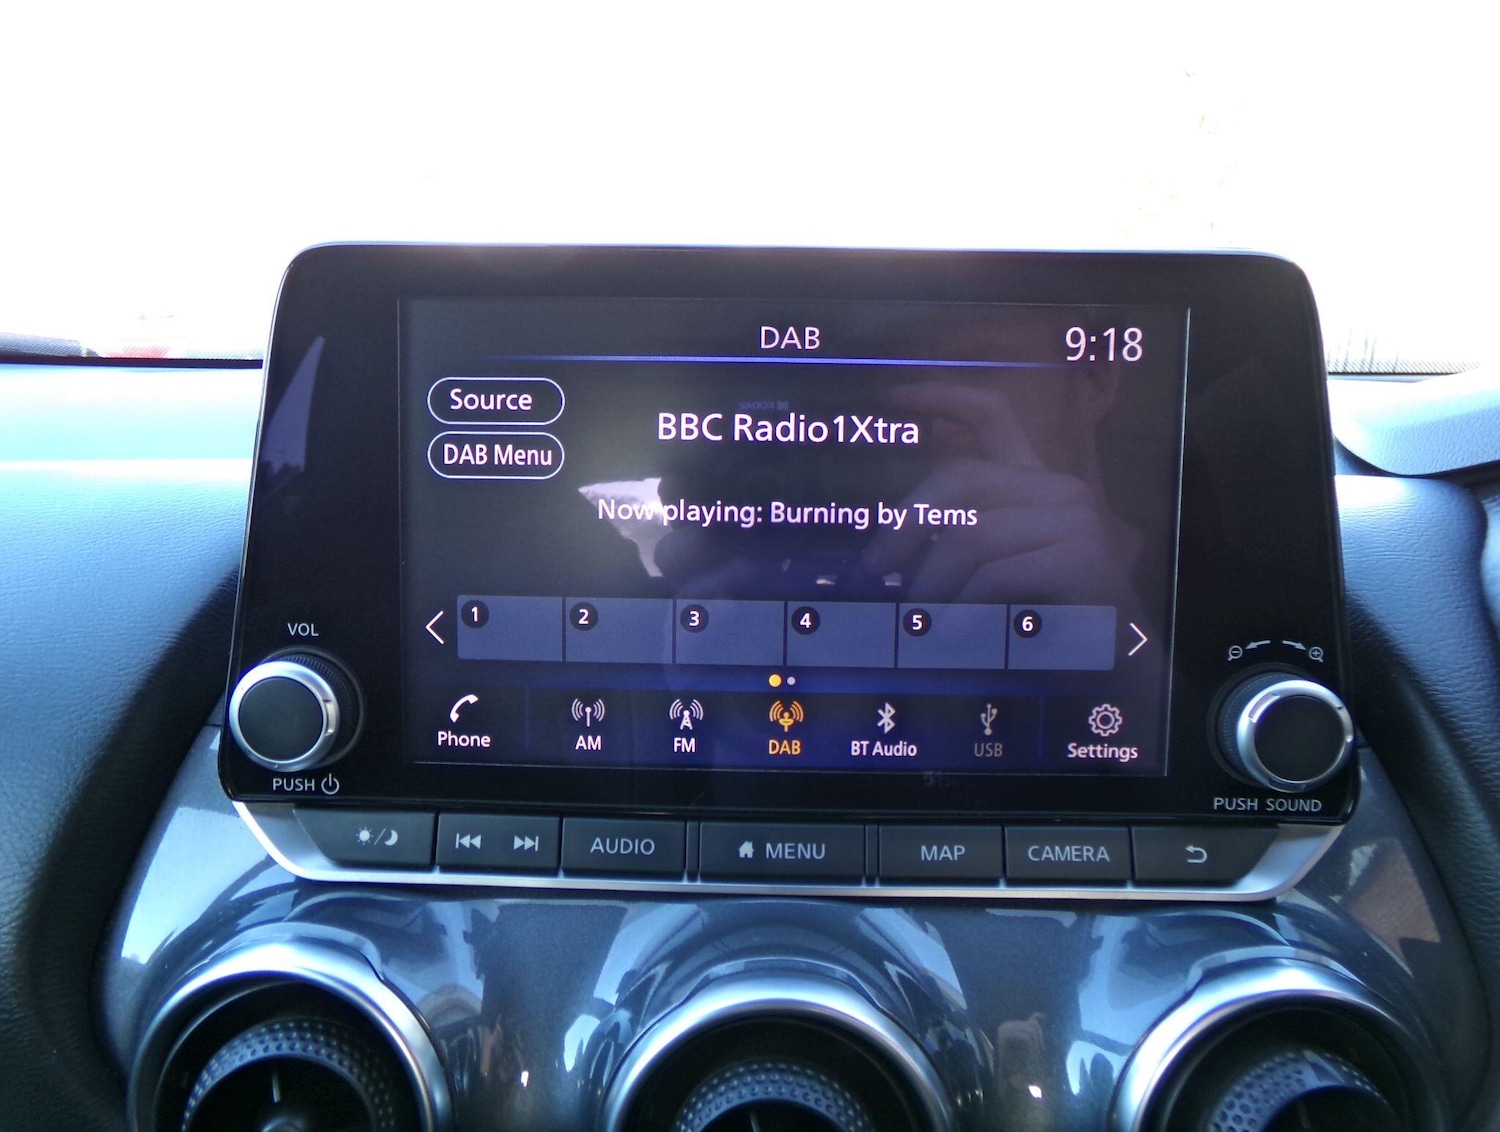 DAB
9:18
Source
BBC Radio1Xtra
DAB Menu
Now playing: Burning by Tems
1 2 3 4 5 6
Phone AM FM DAB BT Audio USB Settings
VOL
PUSH
PUSH SOUND
AUDIO MENU MAP CAMERA
KODAK